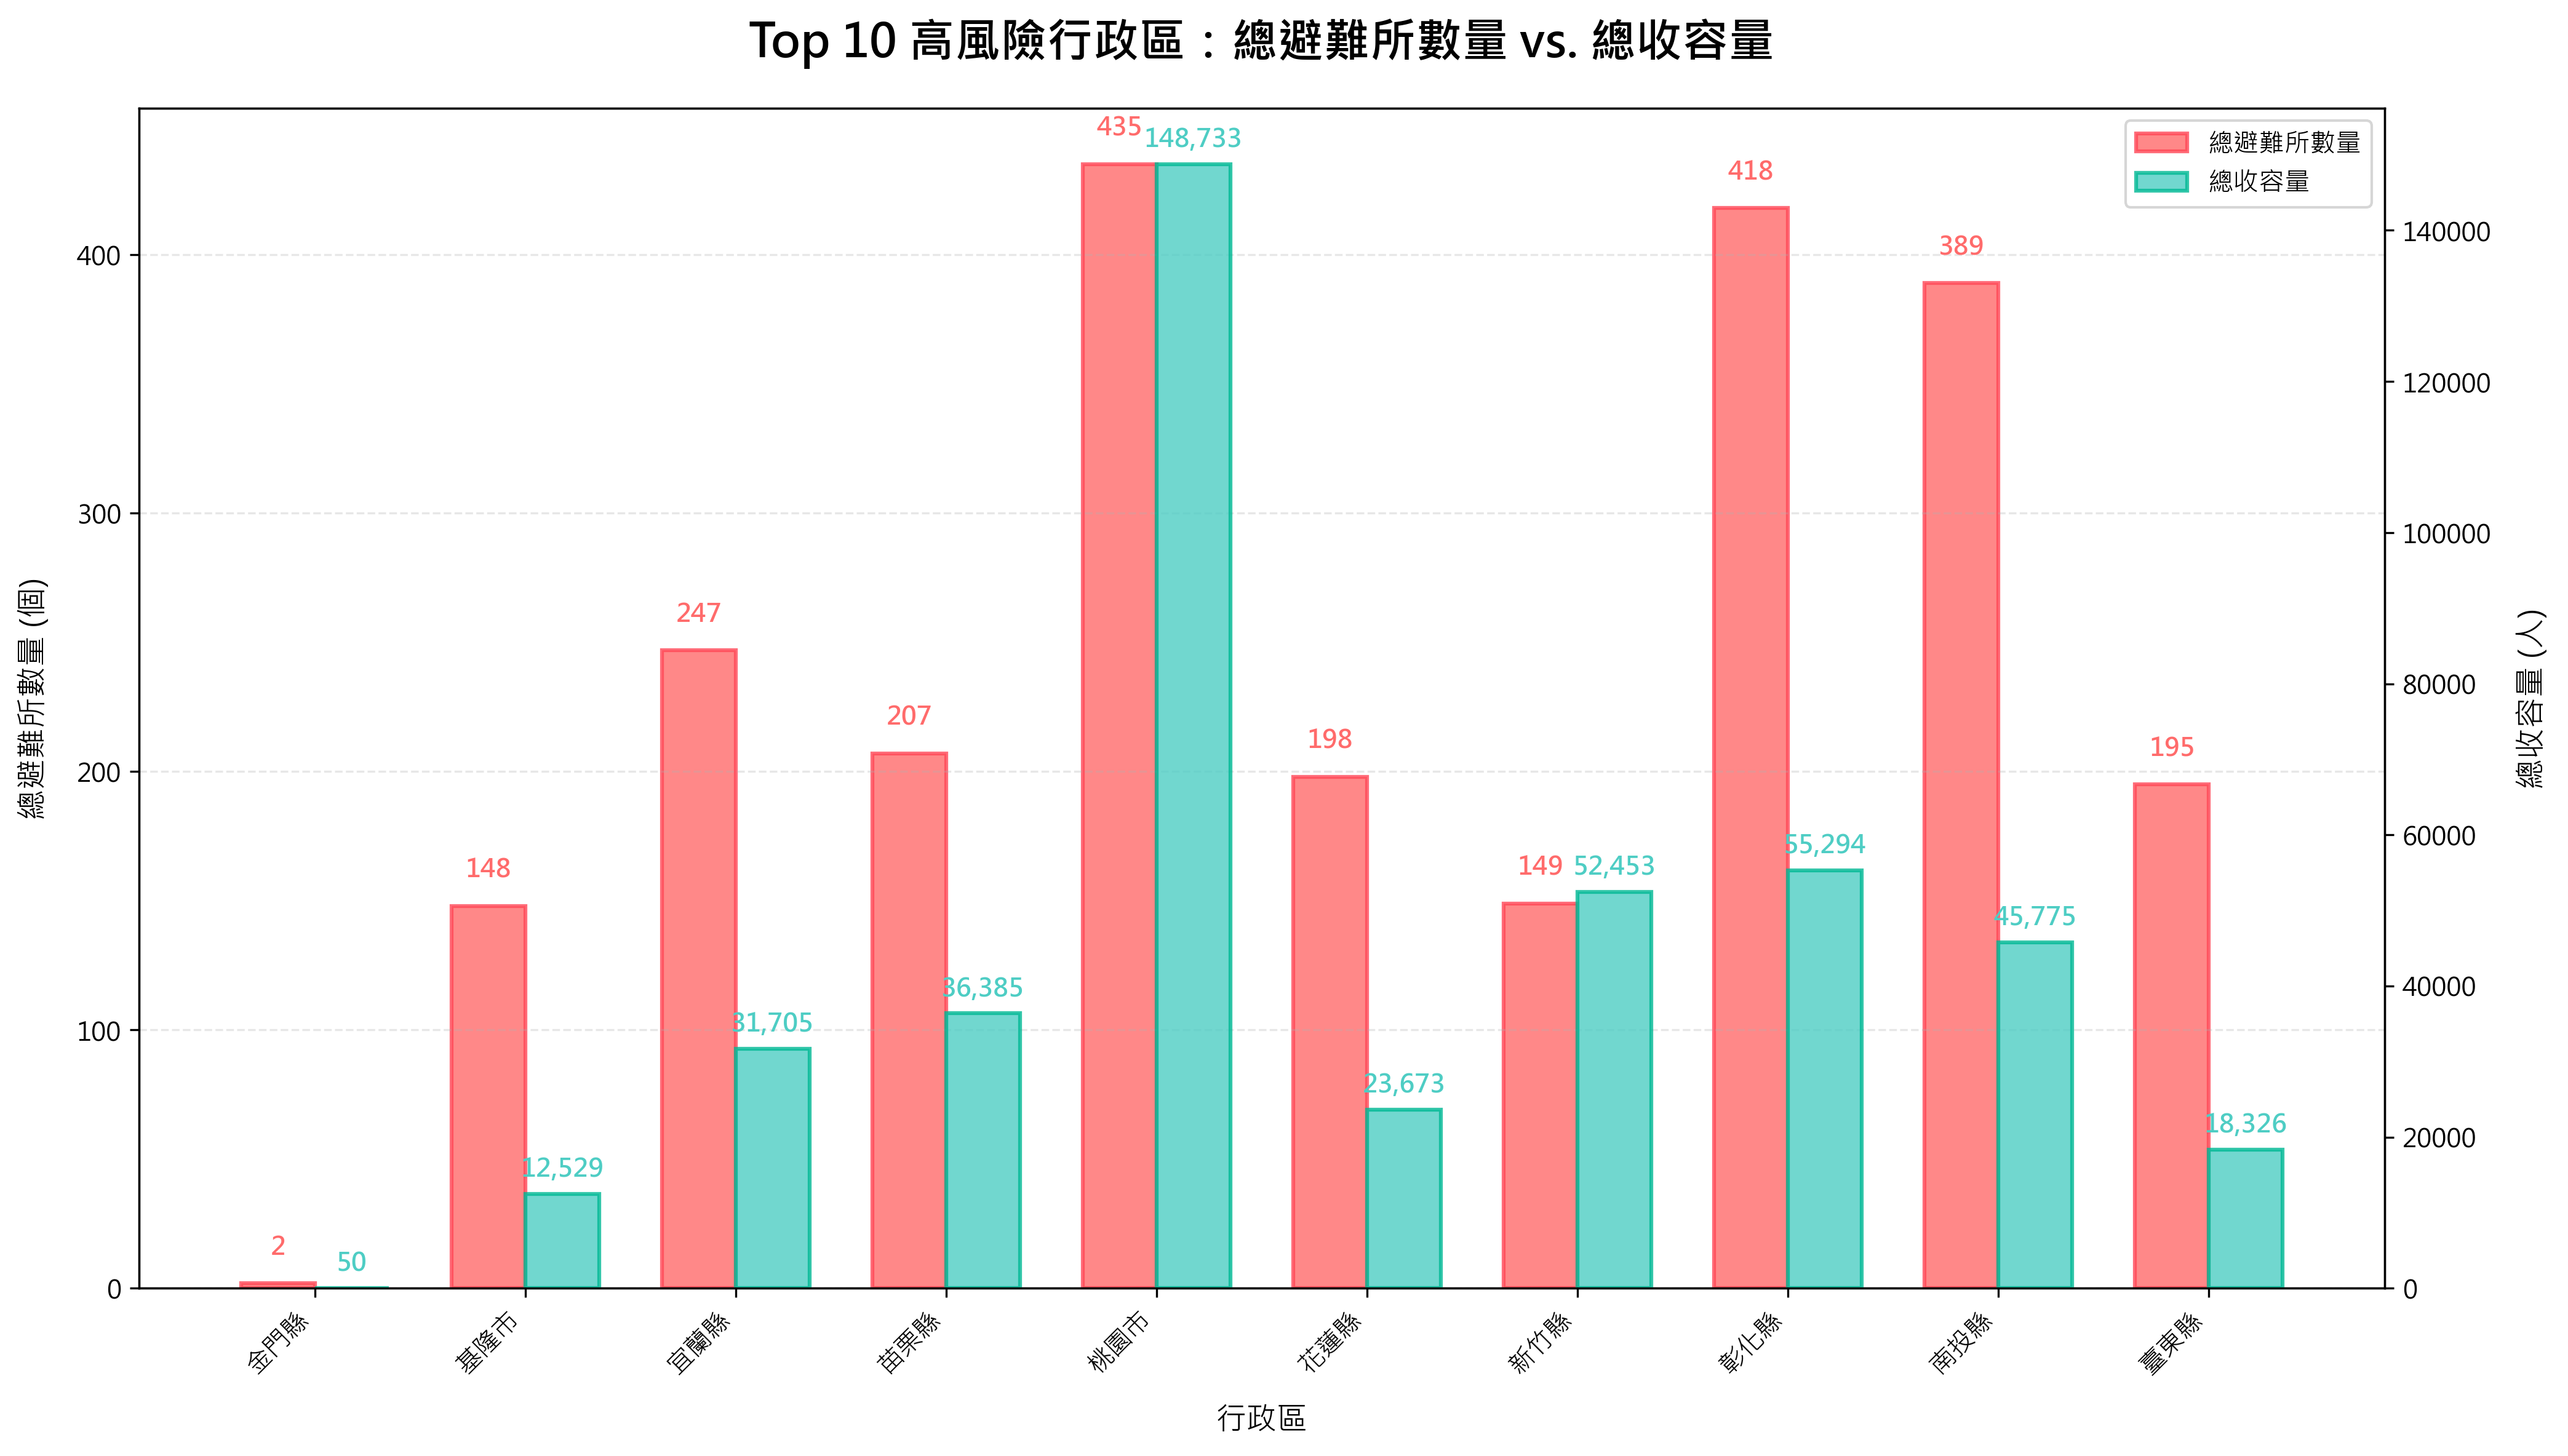 Top 10 高風險行政區：總避難所數量 vs. 總收容量
總避難所數量
總收容量
總避難所數量 (個)
400
300
200
100
0
總收容量 (人)
140000
120000
100000
80000
60000
40000
20000
0
2
50
148
12,529
247
31,705
207
36,385
435
148,733
198
23,673
149
52,453
418
55,294
389
45,775
195
18,326
金門縣
基隆市
宜蘭縣
苗栗縣
桃園市
花蓮縣
新竹縣
彰化縣
南投縣
臺東縣
行政區